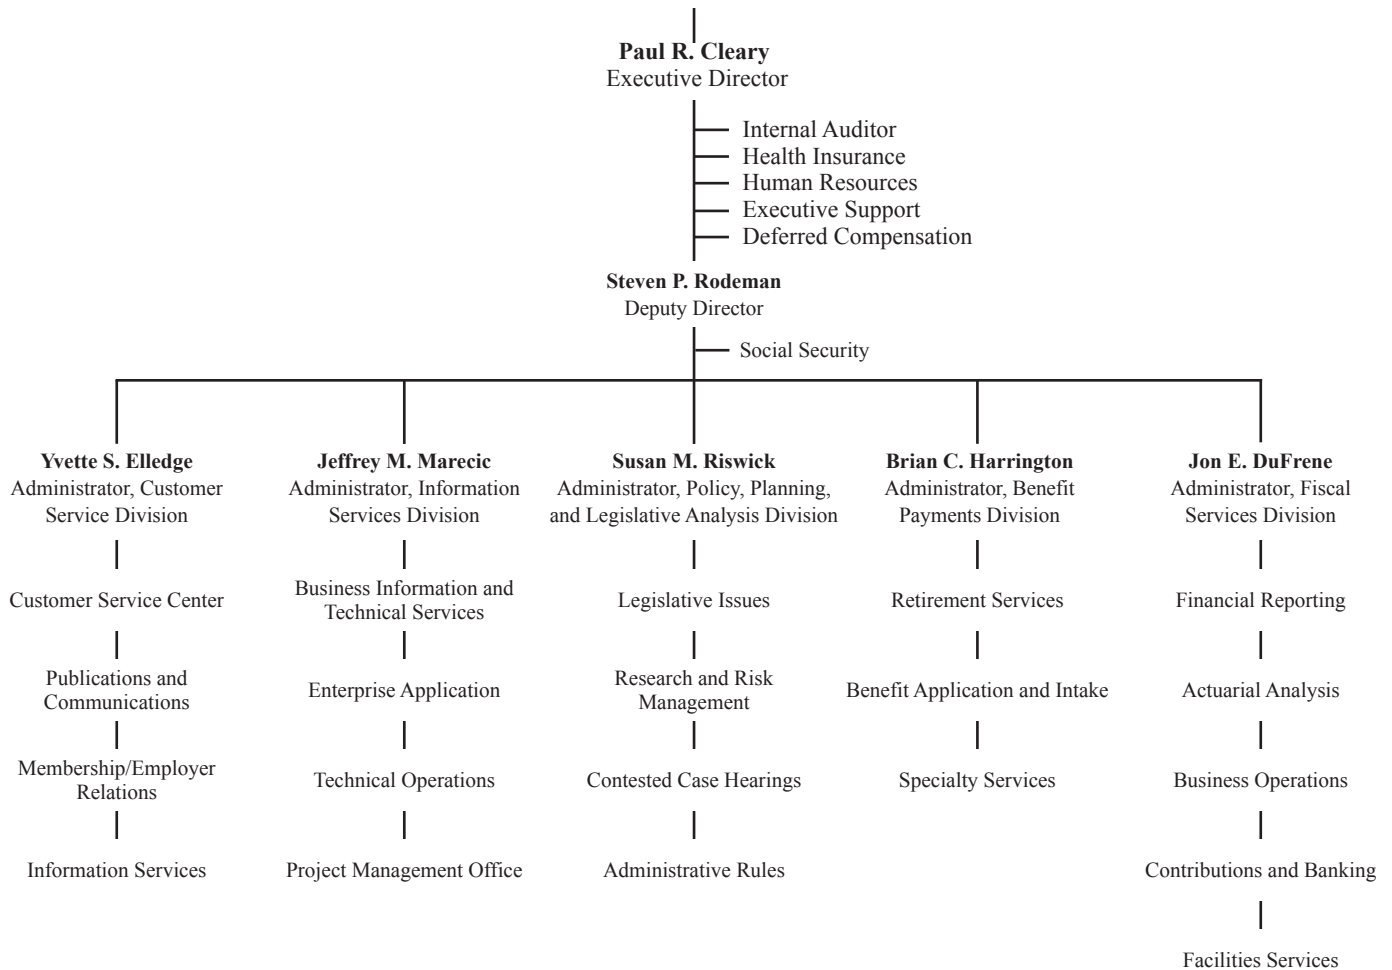 Paul R. Cleary
Executive Director
Internal Auditor
Health Insurance
Human Resources
Executive Support
Deferred Compensation
Steven P. Rodeman
Deputy Director
Social Security
Yvette S. Elledge
Administrator, Customer
Service Division
Customer Service Center
Publications and
Communications
Membership/Employer
Relations
Information Services
Jeffrey M. Marecic
Administrator, Information
Services Division
Business Information and
Technical Services
Enterprise Application
Technical Operations
Project Management Office
Susan M. Riswick
Administrator, Policy, Planning,
and Legislative Analysis Division
Legislative Issues
Research and Risk
Management
Contested Case Hearings
Administrative Rules
Brian C. Harrington
Administrator, Benefit
Payments Division
Retirement Services
Benefit Application and Intake
Specialty Services
Jon E. DuFrene
Administrator, Fiscal
Services Division
Financial Reporting
Actuarial Analysis
Business Operations
Contributions and Banking
Facilities Services